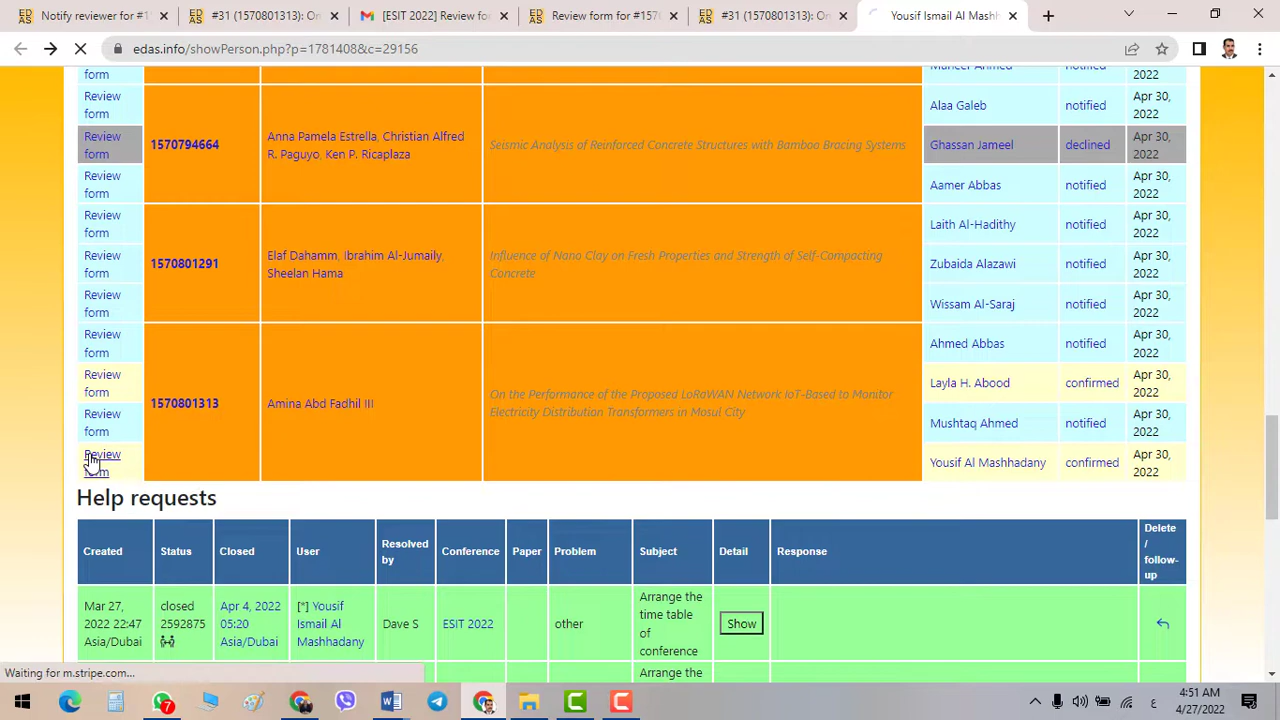 Notify reviewer of m
#31 (1570801313): On
[ESIT 2022] Review fo
Review form for #157
#31 (1570801313): On
Yousif Ismail Al Mashh
edas.info/showPerson.php?p=1781408&c=29156
form
2022
Review form
Alaa Galeb
notified
Apr 30, 2022
Review form
1570794664
Anna Pamela Estrella, Christian Alfred
R. Paguyo, Ken P. Ricaplaza
Seismic Analysis of Reinforced Concrete Structures with Bamboo Bracing Systems
Ghassan Jameel
declined
Apr 30, 2022
Review form
Aamer Abbas
notified
Apr 30, 2022
Review form
Laith Al-Hadithy
notified
Apr 30, 2022
Review form
1570801291
Elaf Dahamm, Ibrahim Al-Jumaily,
Sheelan Hama
Influence of Nano Clay on Fresh Properties and Strength of Self-Compacting
Concrete
Zubaida Alazawi
notified
Apr 30, 2022
Review form
Wissam Al-Saraj
notified
Apr 30, 2022
Review form
Ahmed Abbas
notified
Apr 30, 2022
Review form
1570801313
Amina Abd Fadhil III
On the Performance of the Proposed LoRaWAN Network IoT-Based to Monitor
Electricity Distribution Transformers in Mosul City
Layla H. Abood
confirmed
Apr 30, 2022
Review form
Mushtaq Ahmed
notified
Apr 30, 2022
Review form
Yousif Al Mashhadany
confirmed
Apr 30, 2022
Help requests
Created
Status
Closed
User
Resolved by
Conference
Paper
Problem
Subject
Detail
Response
Delete / follow-up
Mar 27, 2022 22:47 Asia/Dubai
closed 2592875
Apr 4, 2022 05:20 Asia/Dubai
[*] Yousif Ismail Al Mashhadany
Dave S
ESIT 2022
other
Arrange the time table of conference
Show
Arrange the
Waiting for m.stripe.com...
7
ع
4:51 AM
4/27/2022